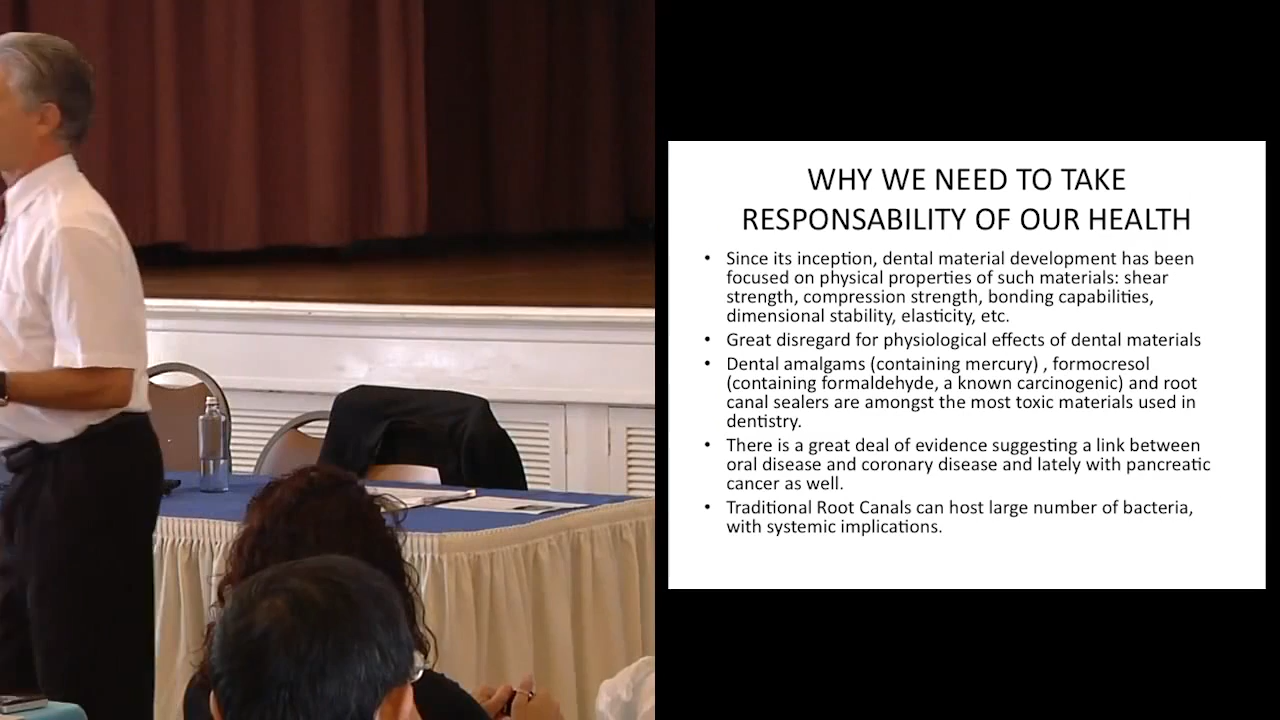 WHY WE NEED TO TAKE
RESPONSABILITY OF OUR HEALTH
• Since its inception, dental material development has been
focused on physical properties of such materials: shear
strength, compression strength, bonding capabilities,
dimensional stability, elasticity, etc.
• Great disregard for physiological effects of dental materials
• Dental amalgams (containing mercury) , formocresol
(containing formaldehyde, a known carcinogenic) and root
canal sealers are amongst the most toxic materials used in
dentistry.
• There is a great deal of evidence suggesting a link between
oral disease and coronary disease and lately with pancreatic
cancer as well.
• Traditional Root Canals can host large number of bacteria,
with systemic implications.